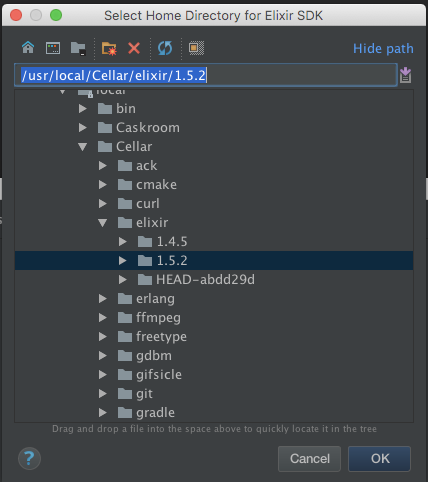 Select Home Directory for Elixir SDK
Hide path
/usr/local/Cellar/elixir/1.5.2
local
bin
Caskroom
Cellar
ack
cmake
curl
elixir
1.4.5
1.5.2
HEAD-abdd29d
erlang
ffmpeg
freetype
gdbm
gifsicle
git
gradle
Drag and drop a file into the space above to quickly locate it in the tree
?
Cancel
OK